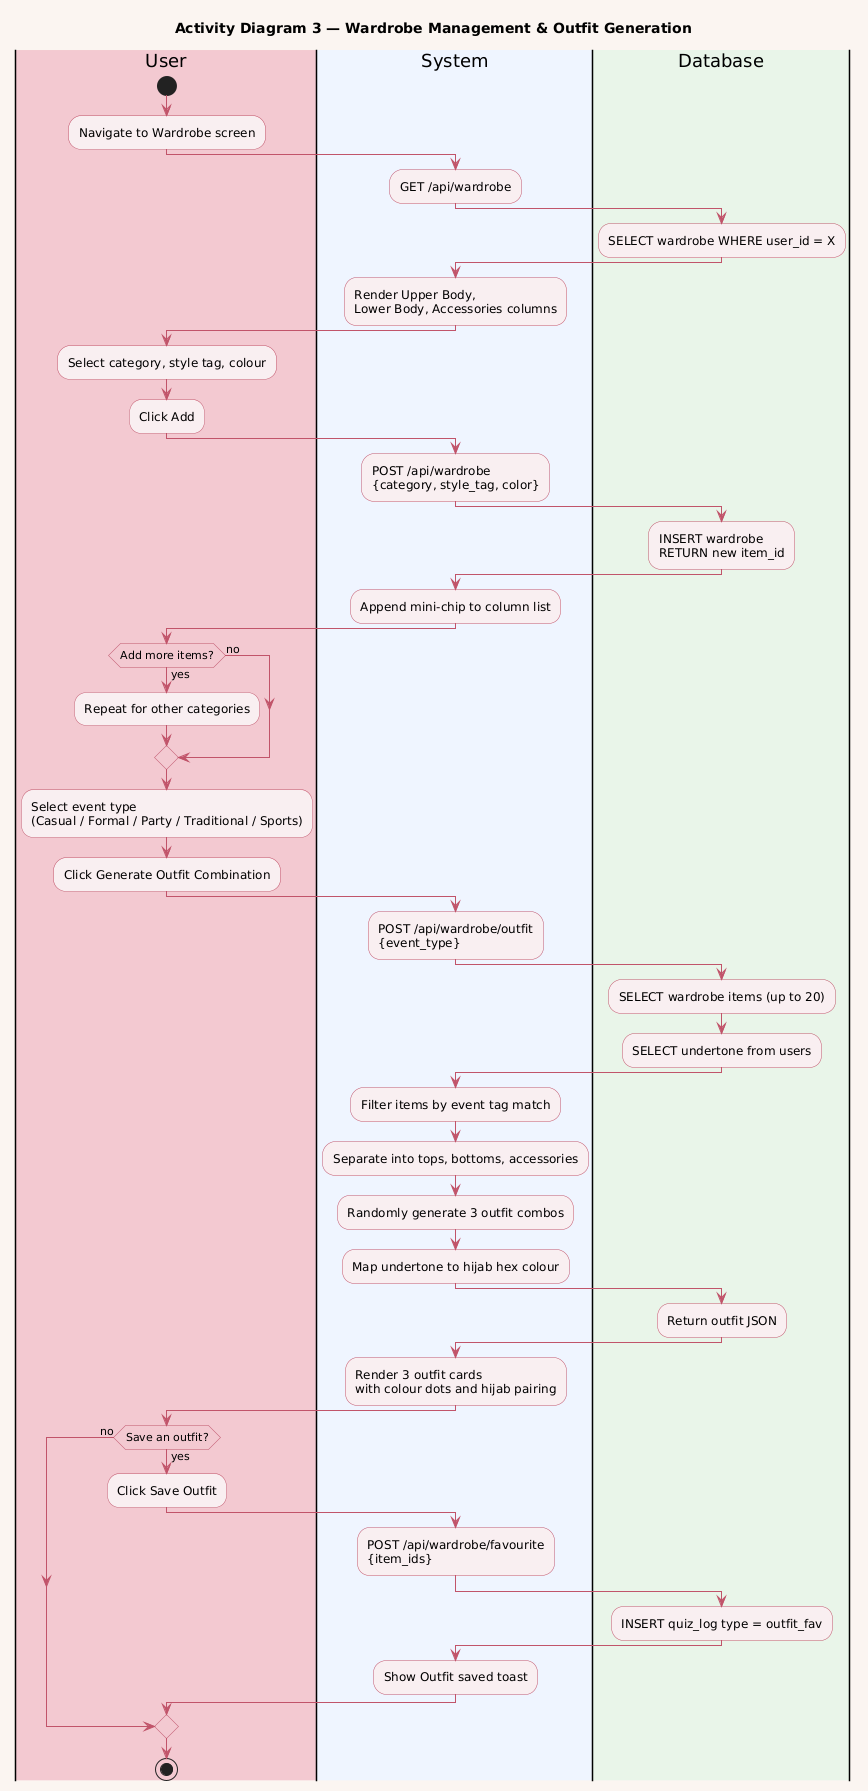 Activity Diagram 3 — Wardrobe Management & Outfit Generation
User
System
Database
Navigate to Wardrobe screen
GET /api/wardrobe
SELECT wardrobe WHERE user_id = X
Render Upper Body,
Lower Body, Accessories columns
Select category, style tag, colour
Click Add
POST /api/wardrobe
{category, style_tag, color}
INSERT wardrobe
RETURN new item_id
Append mini-chip to column list
Add more items?
no
yes
Repeat for other categories
Select event type
(Casual / Formal / Party / Traditional / Sports)
Click Generate Outfit Combination
POST /api/wardrobe/outfit
{event_type}
SELECT wardrobe items (up to 20)
SELECT undertone from users
Filter items by event tag match
Separate into tops, bottoms, accessories
Randomly generate 3 outfit combos
Map undertone to hijab hex colour
Return outfit JSON
Render 3 outfit cards
with colour dots and hijab pairing
no
Save an outfit?
yes
Click Save Outfit
POST /api/wardrobe/favourite
{item_ids}
INSERT quiz_log type = outfit_fav
Show Outfit saved toast